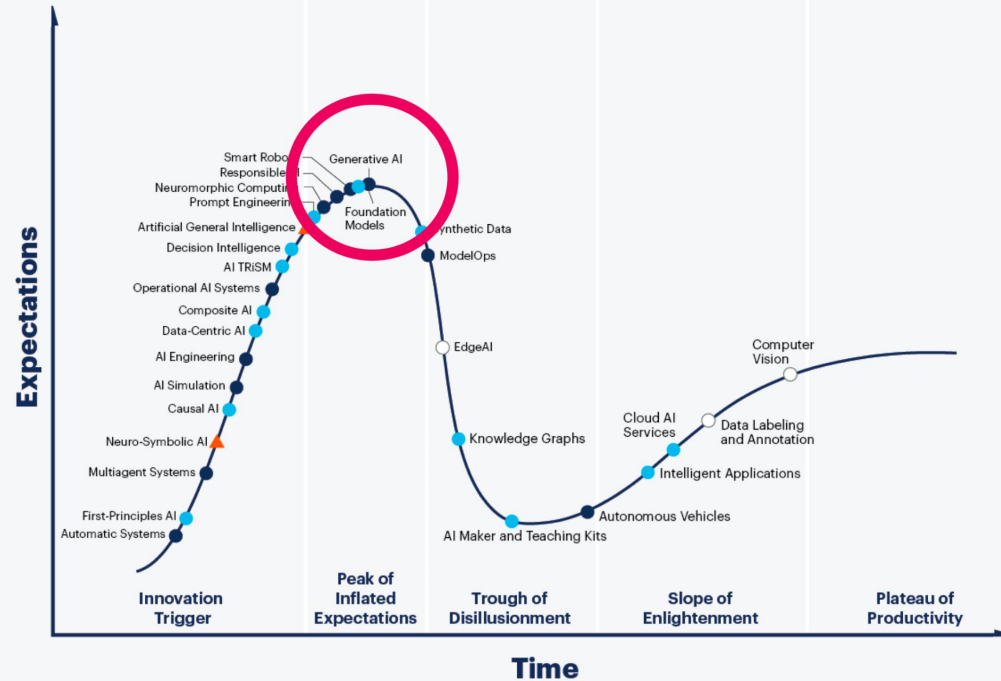 Expectations
Smart Robo
Responsible
Neuromorphic Computin
Prompt Engineerin
Artificial General Intelligence
Decision Intelligence
AI TRiSM
Operational AI Systems
Composite AI
Data-Centric AI
AI Engineering
AI Simulation
Causal AI
Neuro-Symbolic AI
Multiagent Systems
First-Principles AI
Automatic Systems
Generative AI
Foundation
Models
ynthetic Data
ModelOps
EdgeAI
Knowledge Graphs
AI Maker and Teaching Kits
Autonomous Vehicles
Intelligent Applications
Cloud AI
Services
Data Labeling
and Annotation
Computer
Vision
Innovation
Trigger
Peak of
Inflated
Expectations
Trough of
Disillusionment
Slope of
Enlightenment
Plateau of
Productivity
Time